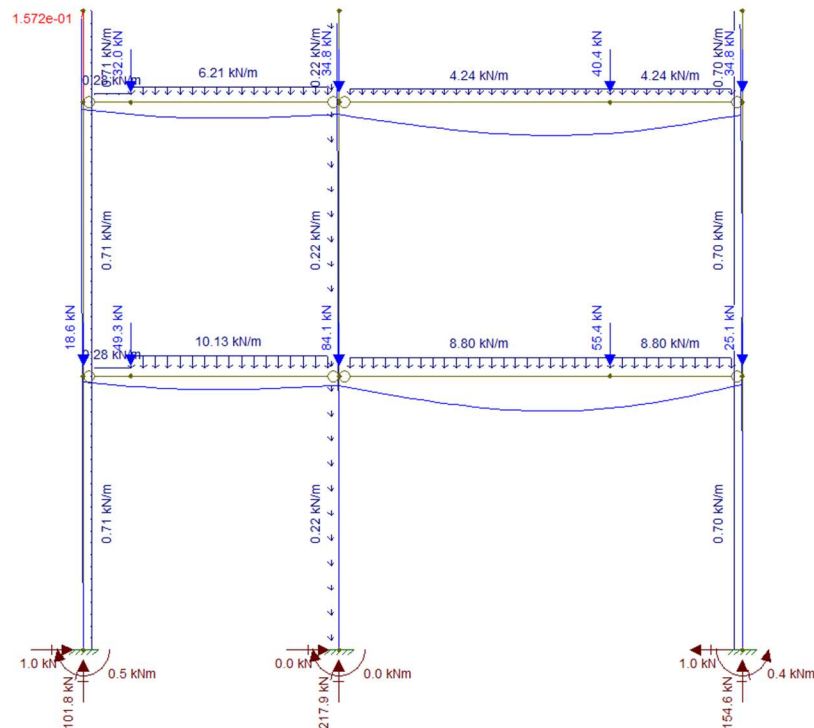 1.572e-01
0.71 kN/m
32.0 kN
6.21 kN/m
0.22 kN/m
34.8 kN
4.24 kN/m
40.4 kN
4.24 kN/m
0.70 kN/m
34.8 kN
0.28 kN/m
0.71 kN/m
0.22 kN/m
0.70 kN/m
18.6 kN
49.3 kN
10.13 kN/m
84.1 kN
8.80 kN/m
55.4 kN
8.80 kN/m
25.1 kN
0.28 kN/m
0.71 kN/m
0.22 kN/m
0.70 kN/m
1.0 kN
0.5 kNm
0.0 kN
0.0 kNm
1.0 kN
0.4 kNm
101.8 kN
217.9 kN
154.6 kN